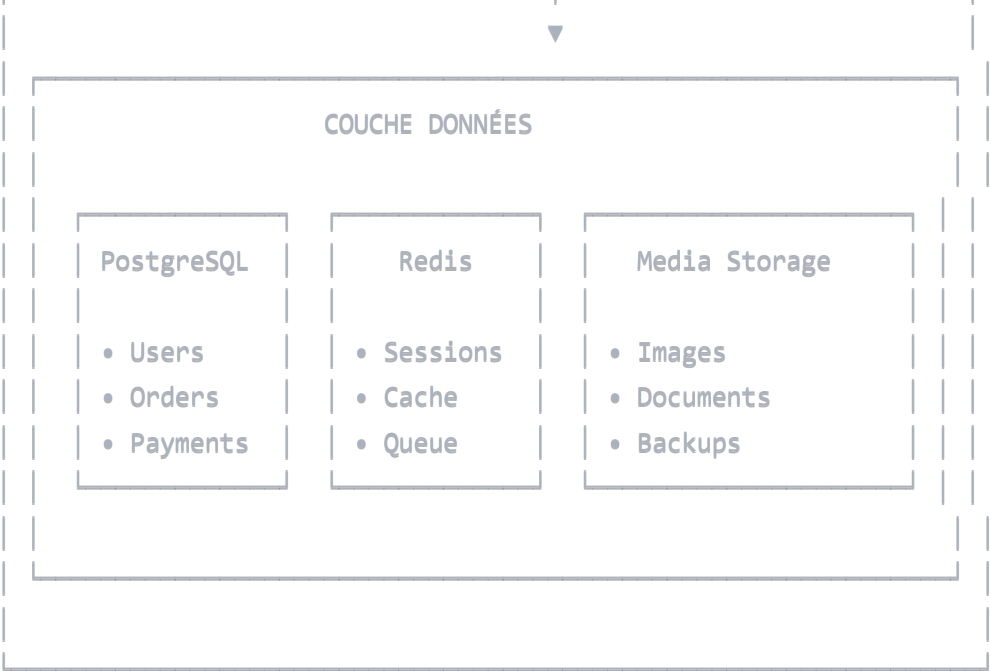 COUCHE DONNÉES
PostgreSQL Redis Media Storage
• Users • Sessions • Images
• Orders • Cache • Documents
• Payments • Queue • Backups